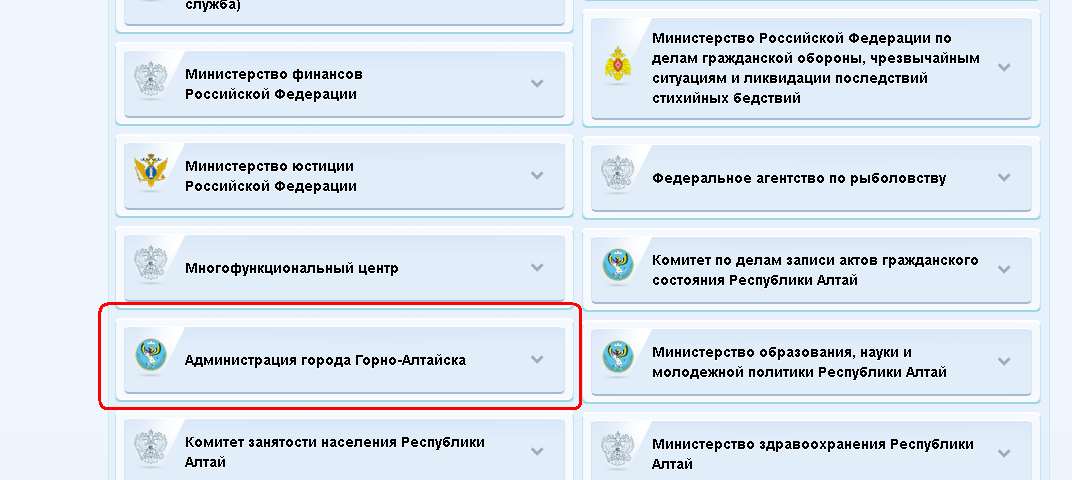 служба)
Министерство финансов
Российской Федерации
Министерство юстиции
Российской Федерации
Многофункциональный центр
Администрация города Горно-Алтайска
Комитет занятости населения Республики
Алтай
Министерство Российской Федерации по
делам гражданской обороны, чрезвычайным
ситуациям и ликвидации последствий
стихийных бедствий
Федеральное агентство по рыболовству
Комитет по делам записи актов гражданского
состояния Республики Алтай
Министерство образования, науки и
молодежной политики Республики Алтай
Министерство здравоохранения Республики
Алтай